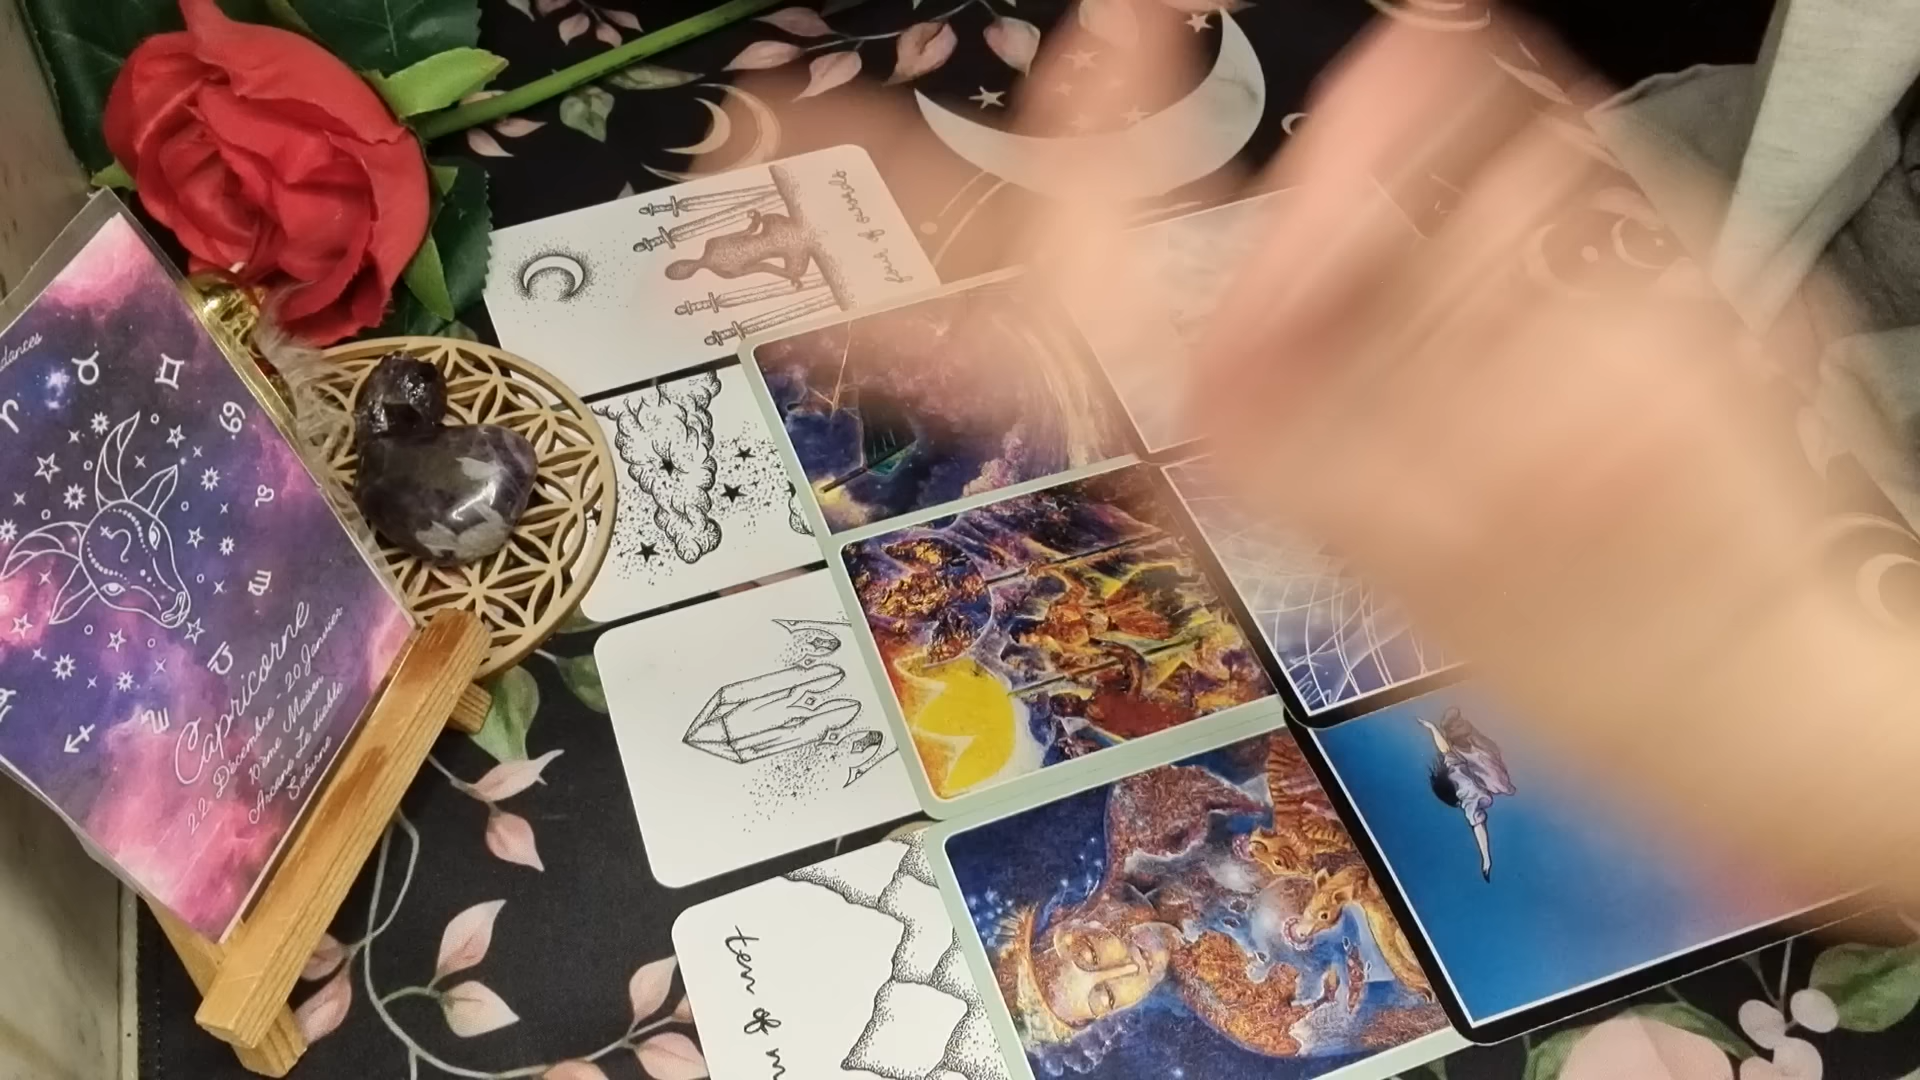 Capricorne
22 Décembre - 20 Janvier
10ème Maison
Arcane Le diable
Saturne
four of swords
ten of